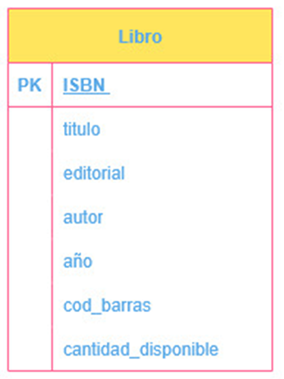 Libro
PK ISBN
titulo
editorial
autor
año
cod_barras
cantidad_disponible